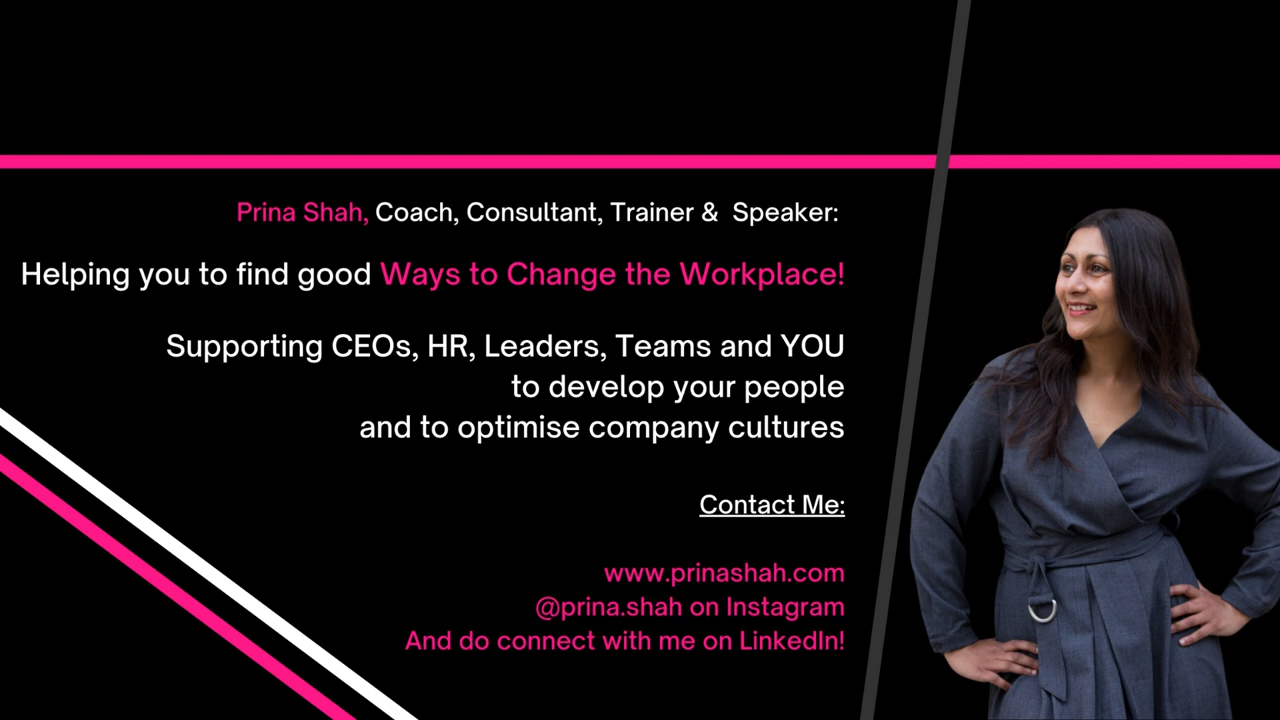 Prina Shah, Coach, Consultant, Trainer & Speaker:
Helping you to find good Ways to Change the Workplace!
Supporting CEOs, HR, Leaders, Teams and YOU
to develop your people
and to optimise company cultures
Contact Me:
www.prinashah.com
@prina.shah on Instagram
And do connect with me on LinkedIn!